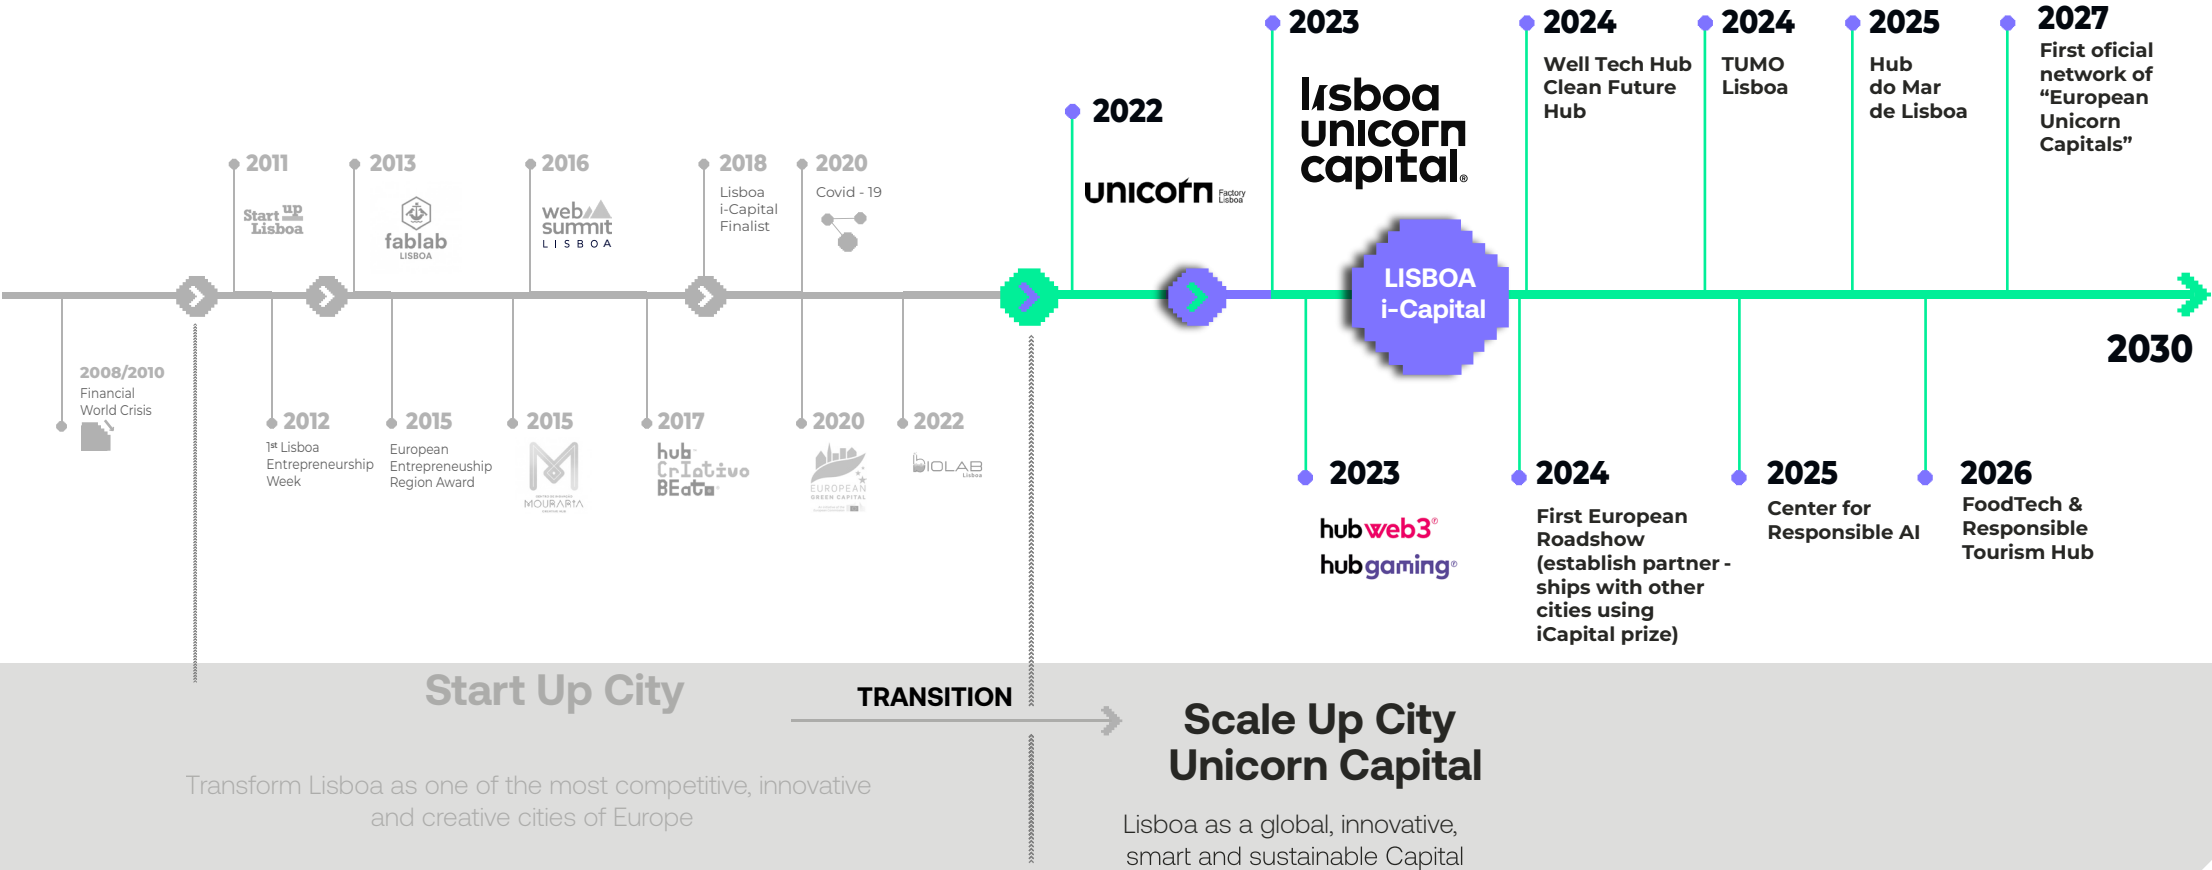 2011
Start up
Lisboa
2013
fablab
LISBOA
2016
web
summit
LISBOA
2018
Lisboa
i-Capital
Finalist
2020
Covid - 19
2022
unicorn Factory
Lisboa
2023
lisboa
unicorn
capital.®
2024
Well Tech Hub
Clean Future
Hub
2024
TUMO
Lisboa
2025
Hub
do Mar
de Lisboa
2027
First oficial
network of
“European
Unicorn
Capitals”
LISBOA
i-Capital
2030
2008/2010
Financial
World Crisis
2012
1st Lisboa
Entrepreneurship
Week
2015
European
Entrepreneuship
Region Award
2015
MOURARIA
2017
hub
CrIativo
BEato
2020
EUROPEAN
GREEN CAPITAL
2022
BIOLAB
Lisboa
2023
hub web3
hub gaming
2024
First European
Roadshow
(establish partner -
ships with other
cities using
iCapital prize)
2025
Center for
Responsible AI
2026
FoodTech &
Responsible
Tourism Hub
Start Up City
TRANSITION
Scale Up City
Unicorn Capital
Transform Lisboa as one of the most competitive, innovative
and creative cities of Europe
Lisboa as a global, innovative,
smart and sustainable Capital